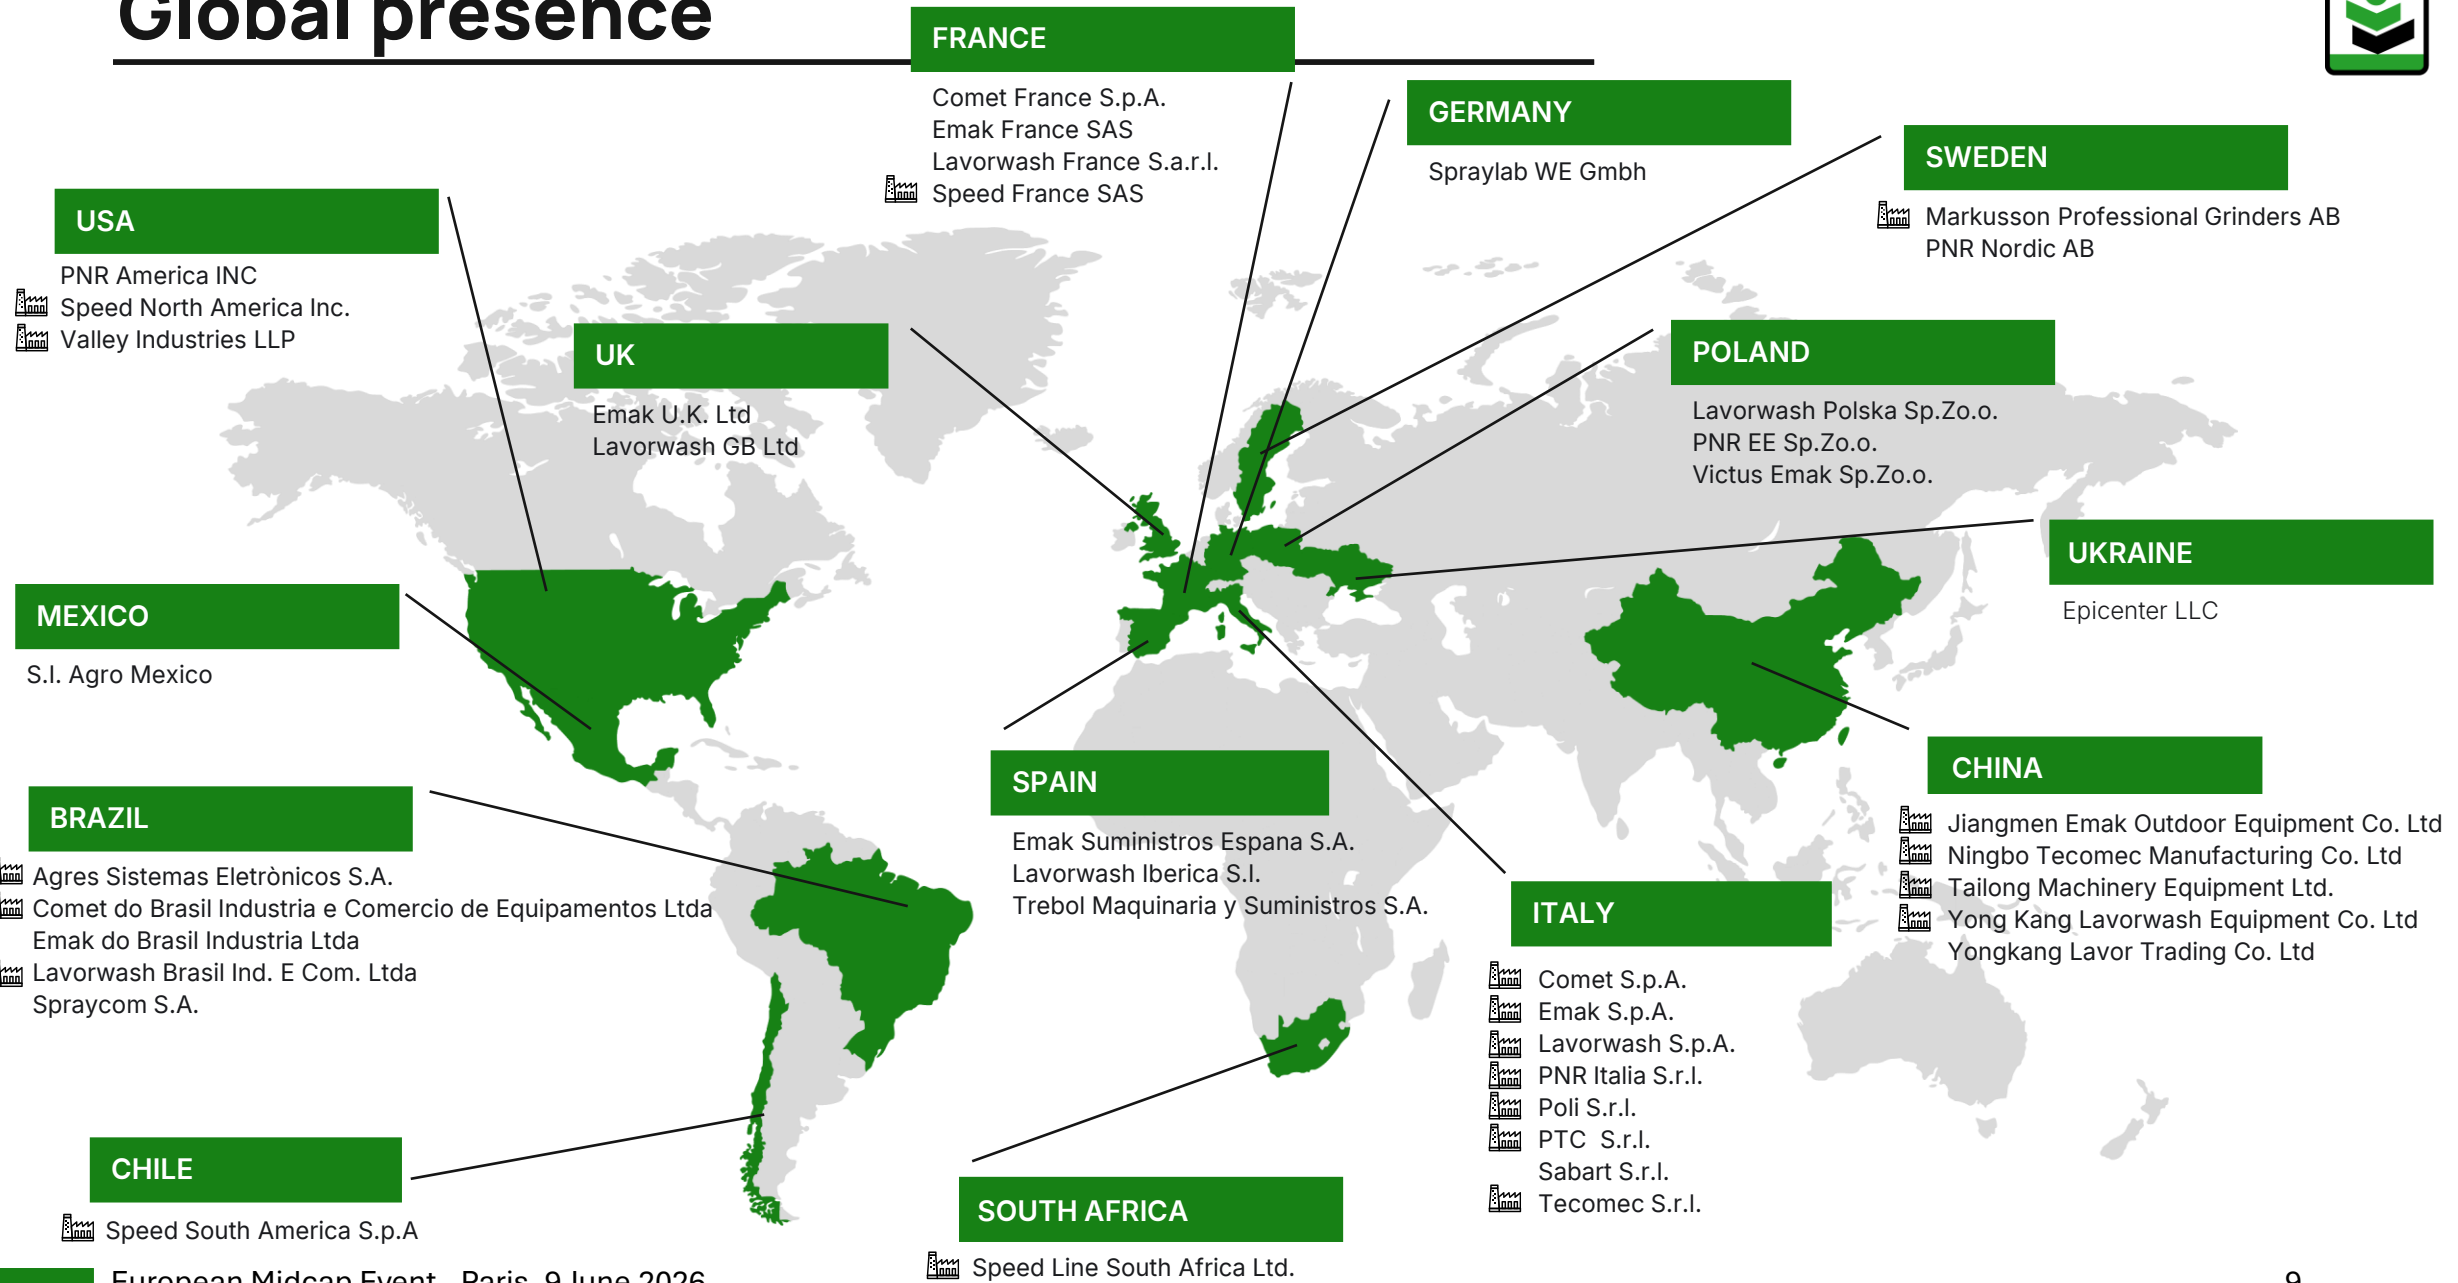 Global presence
FRANCE
Comet France S.p.A.
Emak France SAS
Lavorwash France S.a.r.l.
Speed France SAS
GERMANY
Spraylab WE Gmbh
SWEDEN
Markusson Professional Grinders AB
PNR Nordic AB
USA
PNR America INC
Speed North America Inc.
Valley Industries LLP
UK
Emak U.K. Ltd
Lavorwash GB Ltd
POLAND
Lavorwash Polska Sp.Zo.o.
PNR EE Sp.Zo.o.
Victus Emak Sp.Zo.o.
UKRAINE
Epicenter LLC
MEXICO
S.I. Agro Mexico
SPAIN
Emak Suministros Espana S.A.
Lavorwash Iberica S.l.
Trebol Maquinaria y Suministros S.A.
CHINA
Jiangmen Emak Outdoor Equipment Co. Ltd
Ningbo Tecomec Manufacturing Co. Ltd
Tailong Machinery Equipment Ltd.
Yong Kang Lavorwash Equipment Co. Ltd
Yongkang Lavor Trading Co. Ltd
BRAZIL
Agres Sistemas Eletrònicos S.A.
Comet do Brasil Industria e Comercio de Equipamentos Ltda
Emak do Brasil Industria Ltda
Lavorwash Brasil Ind. E Com. Ltda
Spraycom S.A.
ITALY
Comet S.p.A.
Emak S.p.A.
Lavorwash S.p.A.
PNR Italia S.r.l.
Poli S.r.l.
PTC  S.r.l.
Sabart S.r.l.
Tecomec S.r.l.
CHILE
Speed South America S.p.A
SOUTH AFRICA
Speed Line South Africa Ltd.
European Midcap Event - Paris, 9 June 2026
9